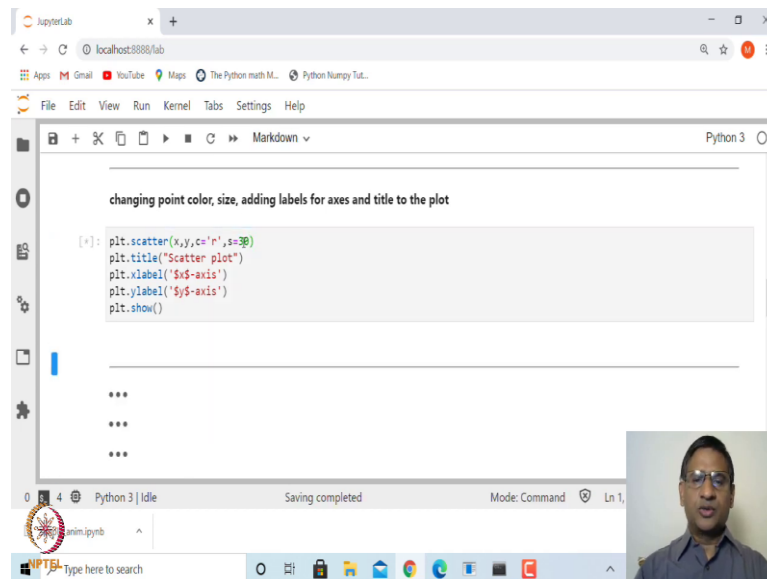 JupyterLab
localhost:8888/lab
M
Apps Gmail YouTube Maps The Python math M... Python Numpy Tut...
File Edit View Run Kernel Tabs Settings Help
Markdown Python 3
changing point color, size, adding labels for axes and title to the plot
[*]: plt.scatter(x,y,c='r',s=30)
plt.title("Scatter plot")
plt.xlabel('$x$-axis')
plt.ylabel('$y$-axis')
plt.show()
0 4 Python 3 | Idle Saving completed Mode: Command Ln 1,
anim.ipynb
NPTEL Type here to search